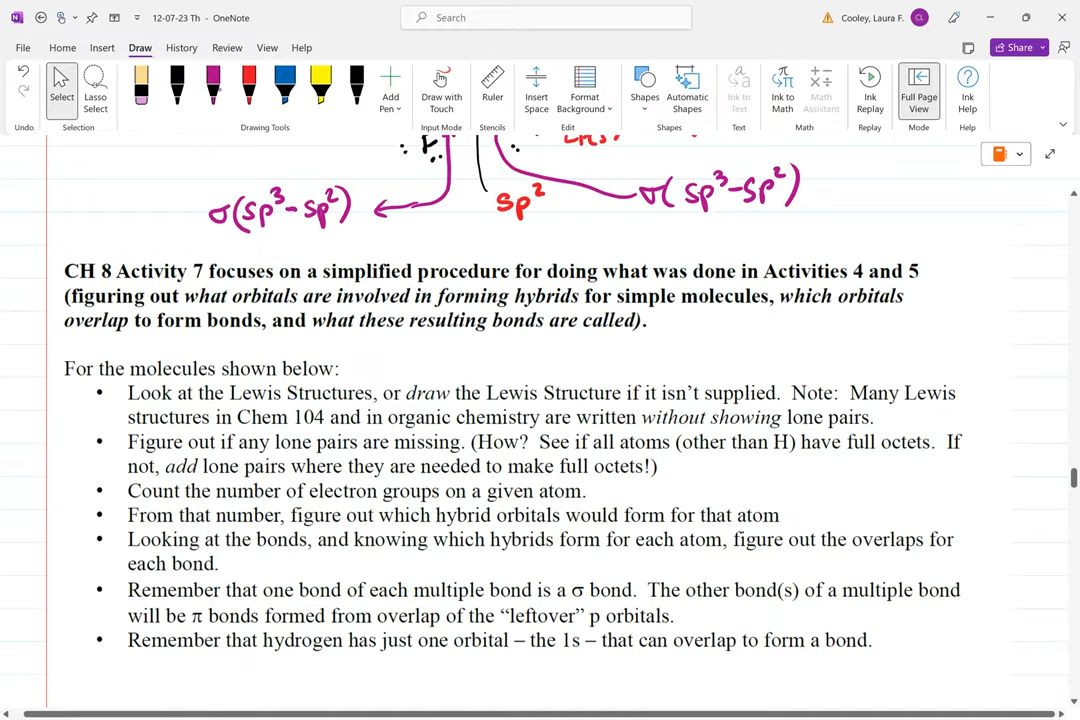 12-07-23 Th - OneNote
Search
Cooley, Laura F.
CL
File Home Insert Draw History Review View Help
Share
Select
Lasso Select
Add Pen
Draw with Touch
Ruler
Insert Space
Format Background
Shapes
Automatic Shapes
Ink to Text
Ink to Math
Math Assistant
Ink Replay
Full Page View
Ink Help
Undo Selection Drawing Tools Input Mode Stencils Edit Shapes Text Math Replay Mode Help
σ(sp³-sp²)
sp²
σ(sp³-sp²)
CH 8 Activity 7 focuses on a simplified procedure for doing what was done in Activities 4 and 5
(figuring out what orbitals are involved in forming hybrids for simple molecules, which orbitals
overlap to form bonds, and what these resulting bonds are called).
For the molecules shown below:
• Look at the Lewis Structures, or draw the Lewis Structure if it isn’t supplied. Note: Many Lewis
structures in Chem 104 and in organic chemistry are written without showing lone pairs.
• Figure out if any lone pairs are missing. (How? See if all atoms (other than H) have full octets. If
not, add lone pairs where they are needed to make full octets!)
• Count the number of electron groups on a given atom.
• From that number, figure out which hybrid orbitals would form for that atom
• Looking at the bonds, and knowing which hybrids form for each atom, figure out the overlaps for
each bond.
• Remember that one bond of each multiple bond is a σ bond. The other bond(s) of a multiple bond
will be π bonds formed from overlap of the “leftover” p orbitals.
• Remember that hydrogen has just one orbital – the 1s – that can overlap to form a bond.